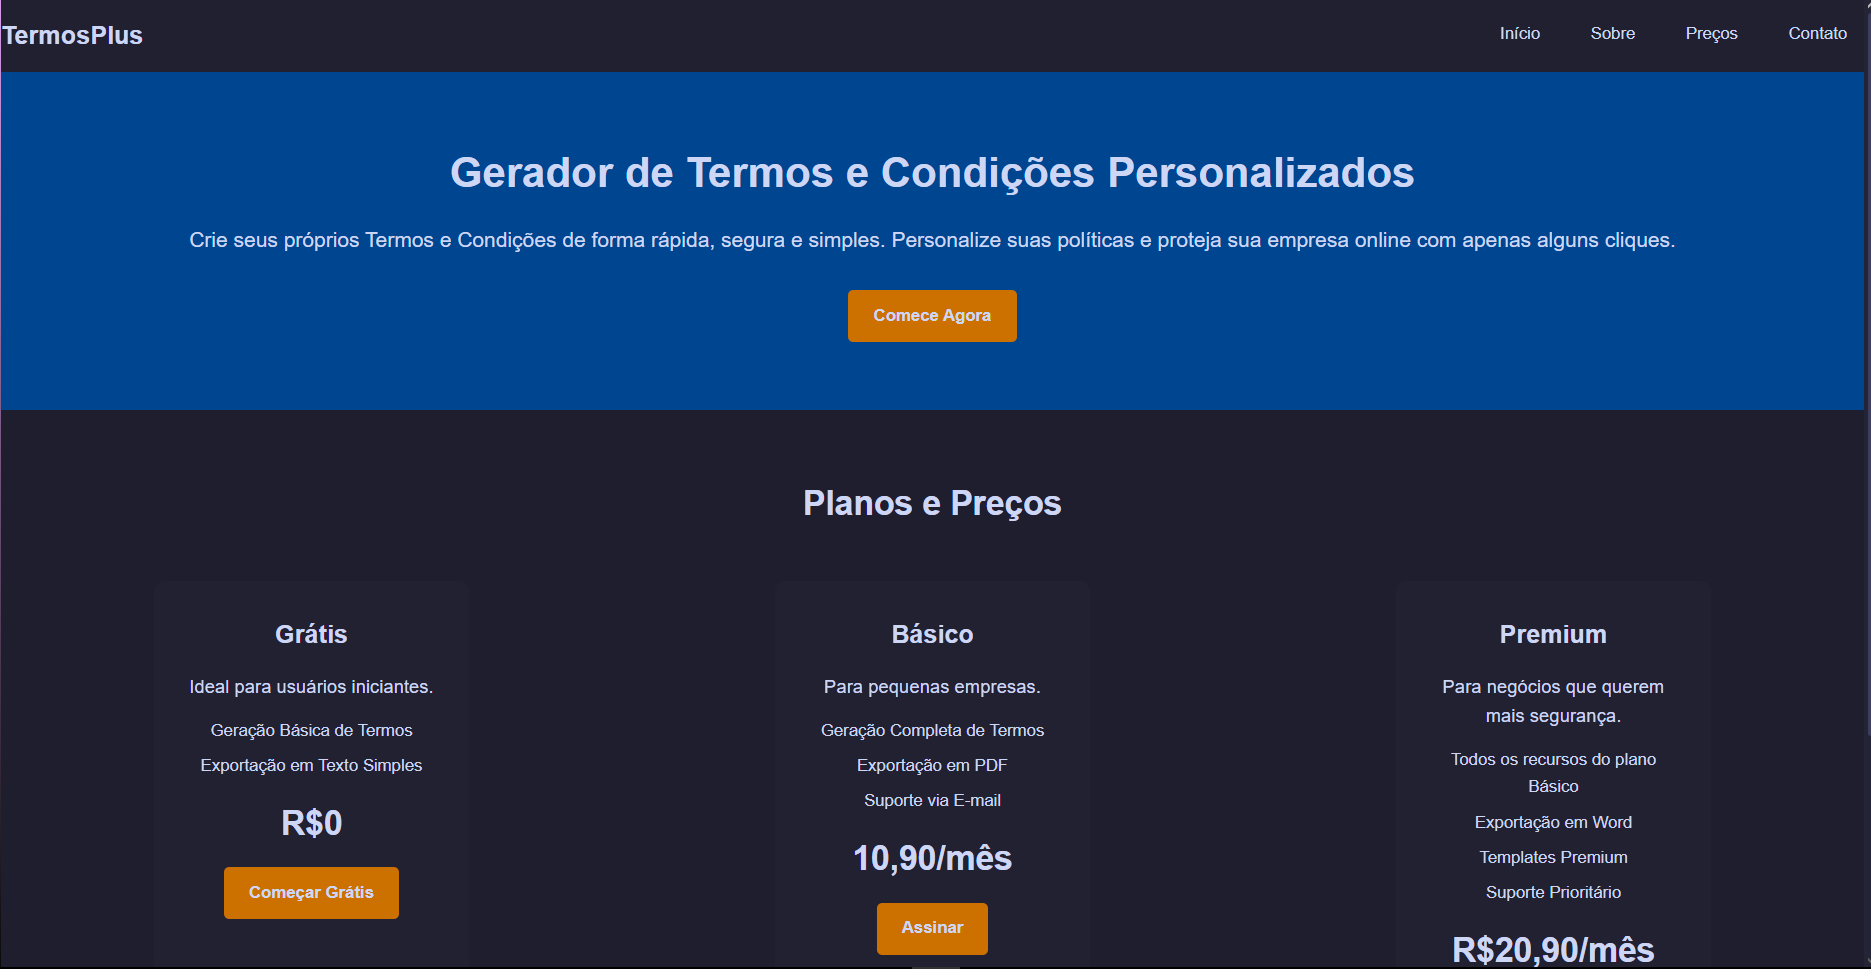 TermosPlus
Início
Sobre
Preços
Contato
Gerador de Termos e Condições Personalizados
Crie seus próprios Termos e Condições de forma rápida, segura e simples. Personalize suas políticas e proteja sua empresa online com apenas alguns cliques.
Comece Agora
Planos e Preços
Grátis
Ideal para usuários iniciantes.
Geração Básica de Termos
Exportação em Texto Simples
R$0
Começar Grátis
Básico
Para pequenas empresas.
Geração Completa de Termos
Exportação em PDF
Suporte via E-mail
10,90/mês
Assinar
Premium
Para negócios que querem
mais segurança.
Todos os recursos do plano
Básico
Exportação em Word
Templates Premium
Suporte Prioritário
R$20,90/mês